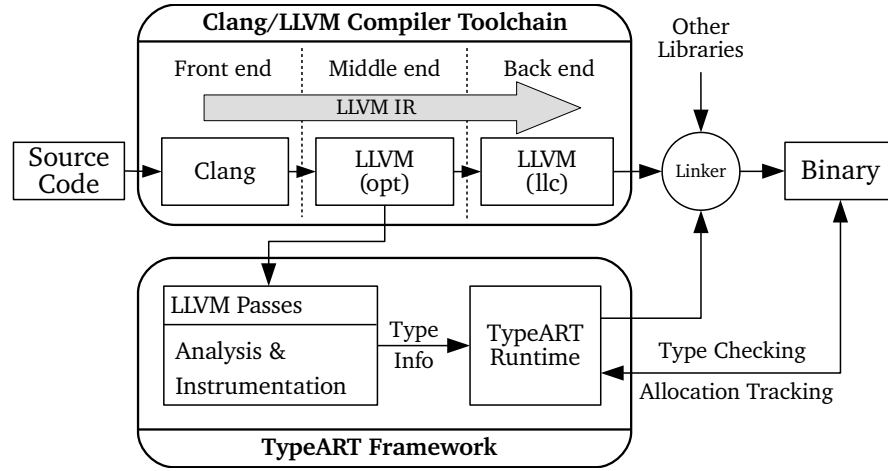 Clang/LLVM Compiler Toolchain
Other
Libraries
Front end
Middle end
Back end
LLVM IR
Source
Code
Clang
LLVM
(opt)
LLVM
(llc)
Linker
Binary
LLVM Passes
Analysis &
Instrumentation
Type
Info
TypeART
Runtime
Type Checking
Allocation Tracking
TypeART Framework